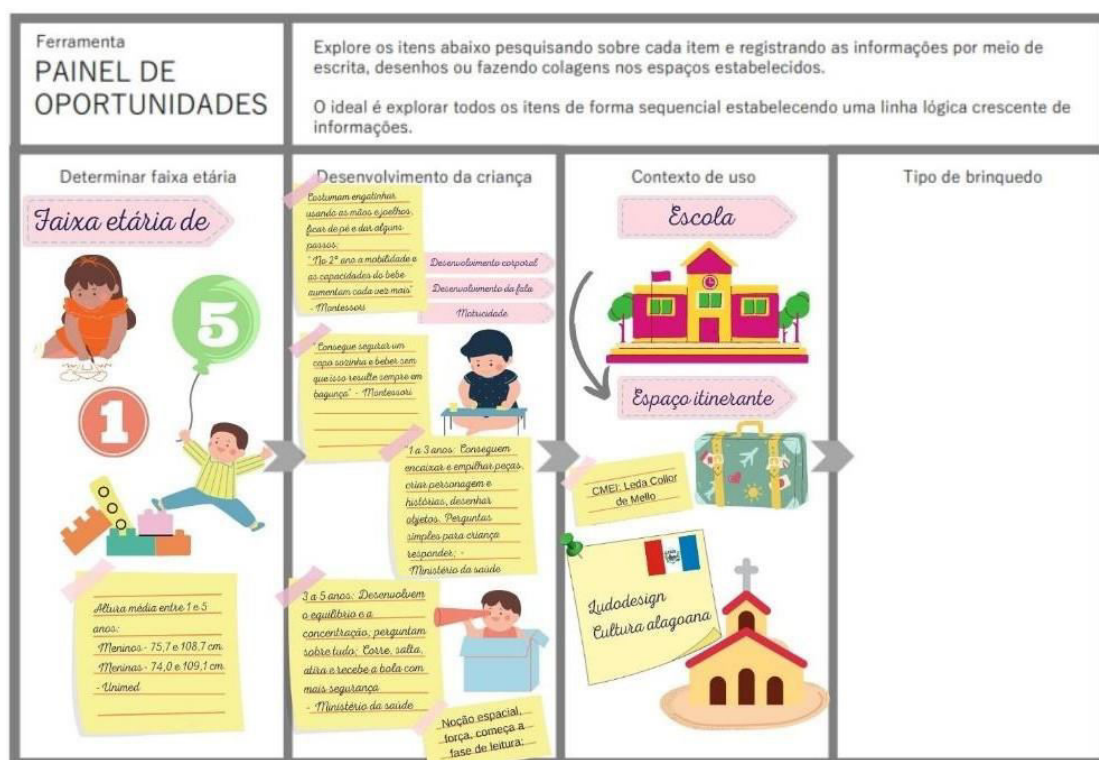 Ferramenta
PAINEL DE
OPORTUNIDADES
Explore os itens abaixo pesquisando sobre cada item e registrando as informações por meio de
escrita, desenhos ou fazendo colagens nos espaços estabelecidos.
O ideal é explorar todos os itens de forma sequencial estabelecendo uma linha lógica crescente de
informações.
Determinar faixa etária
Faixa etária de
5
1
Altura média entre 1 e 5
anos:
Meninos - 75,7 e 108,7 cm.
Meninas - 74,0 e 109,1 cm.
- Unimed
Desenvolvimento da criança
Costumam engatinhar
usando as mãos e joelhos,
ficar de pé e dar alguns
passos;
"No 2º ano a mobilidade e
as capacidades do bebe
aumentam cada vez mais"
- Montessori
Desenvolvimento corporal
Desenvolvimento da fala
Motricidade
"Consegue segurar um
copo sozinha e beber sem
que isso resulte sempre em
bagunça" - Montessori
"1 a 3 anos: Conseguem
encaixar e empilhar peças,
criar personagem e
histórias, desenhar
objetos. Perguntas
simples para criança
responder; -
Ministério da saúde
3 a 5 anos: Desenvolvem
o equilíbrio e a
concentração, perguntam
sobre tudo; Corre, salta,
atira e recebe a bola com
mais segurança
- Ministério da saúde
Noção espacial,
força, começa a
fase de leitura;
Contexto de uso
Escola
Espaço itinerante
CMEI: Leda Collor
de Mello
Ludodesign
Cultura alagoana
Tipo de brinquedo